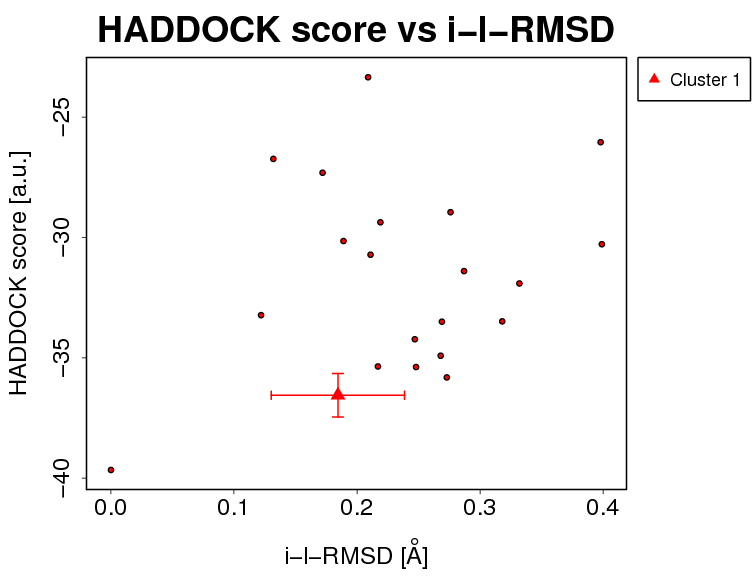 HADDOCK score vs i−l−RMSD
Cluster 1
HADDOCK score [a.u.]
−25
−30
−35
−40
0.0 0.1 0.2 0.3 0.4
i−l−RMSD [Å]